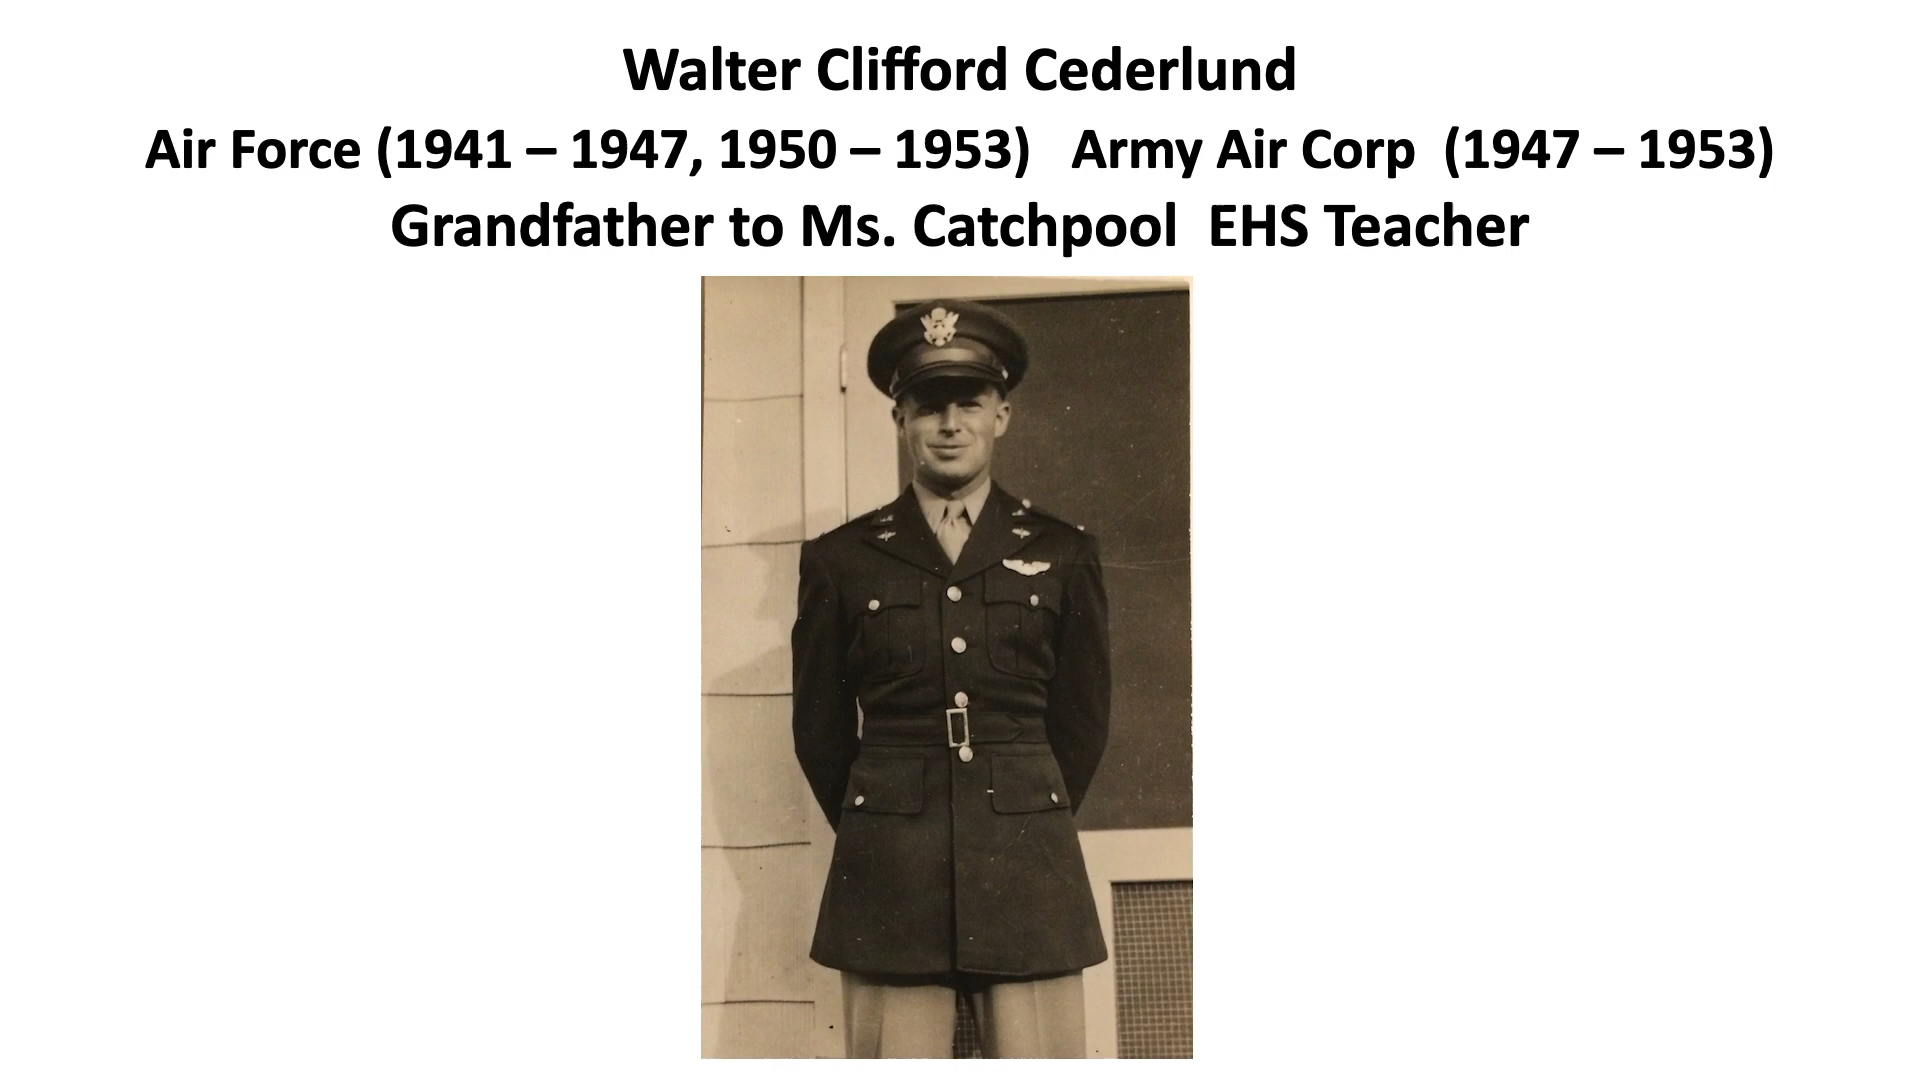 Walter Clifford Cederlund
Air Force (1941 – 1947, 1950 – 1953)   Army Air Corp  (1947 – 1953)
Grandfather to Ms. Catchpool  EHS Teacher